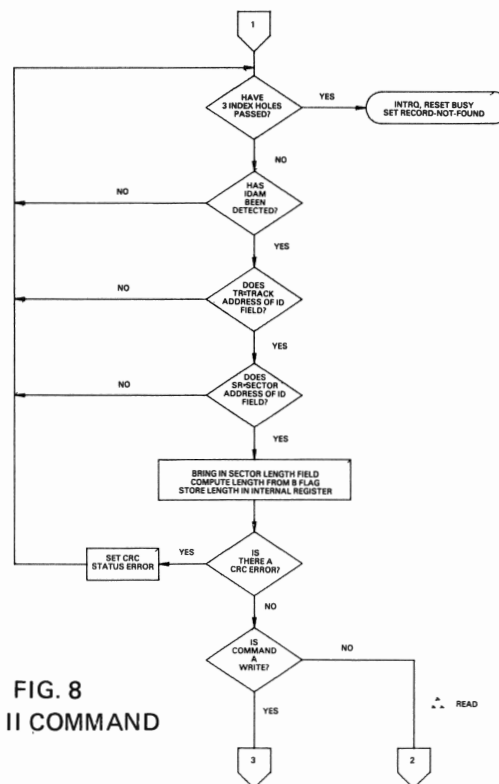 1
HAVE
3 INDEX HOLES
PASSED?
YES
INTRQ, RESET BUSY
SET RECORD-NOT-FOUND
NO
HAS
IDAM
BEEN
DETECTED?
NO
YES
DOES
TR=TRACK
ADDRESS OF ID
FIELD?
NO
YES
DOES
SR=SECTOR
ADDRESS OF ID
FIELD?
NO
YES
BRING IN SECTOR LENGTH FIELD
COMPUTE LENGTH FROM B FLAG
STORE LENGTH IN INTERNAL REGISTER
SET CRC
STATUS ERROR
YES
IS
THERE A
CRC ERROR?
NO
IS
COMMAND
A
WRITE?
NO
YES
READ
FIG. 8
II COMMAND
3
2